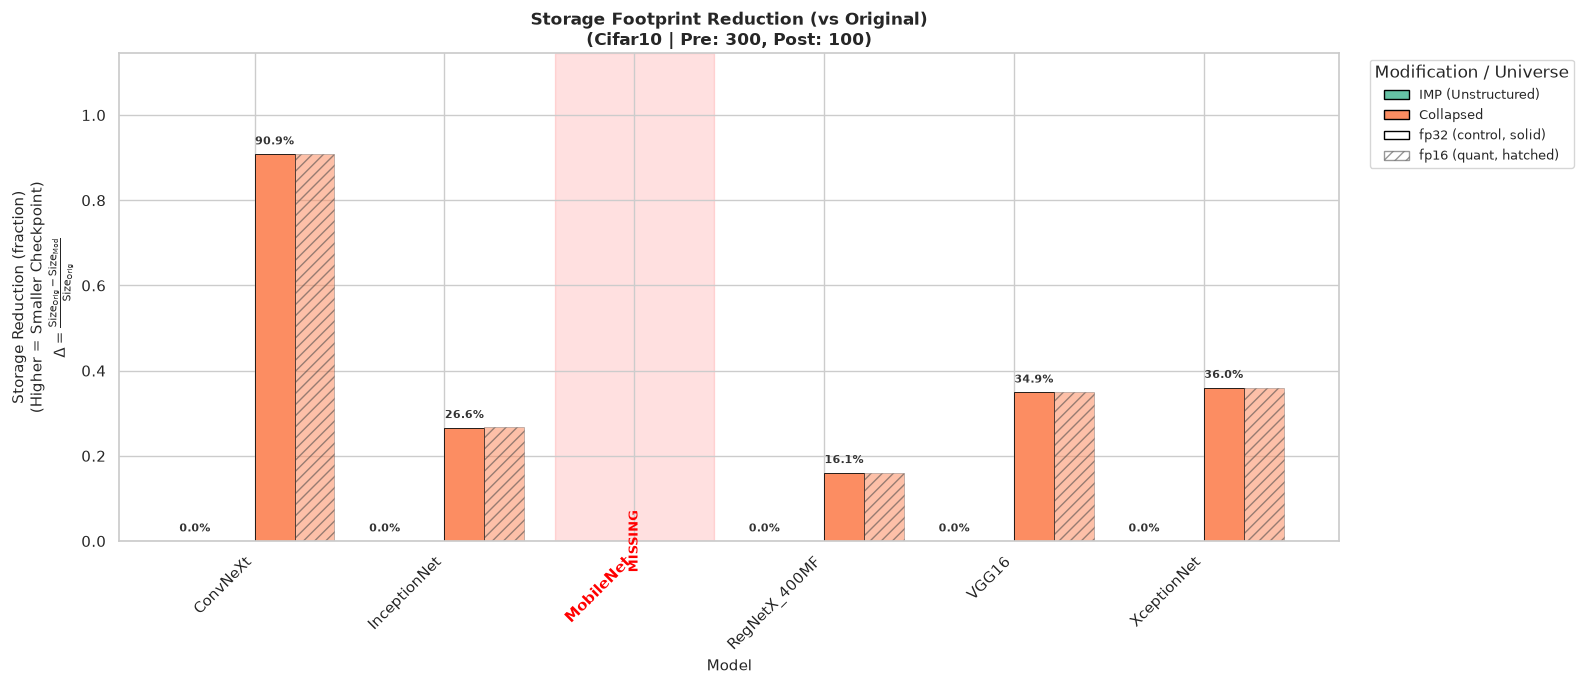 Storage Footprint Reduction (vs Original)
(Cifar10 | Pre: 300, Post: 100)
Storage Reduction (fraction)
(Higher = Smaller Checkpoint)
Δ = (Size_Orig − Size_Mod) / Size_Orig
1.0
0.8
0.6
0.4
0.2
0.0
0.0%
90.9%
0.0%
26.6%
MISSING
0.0%
16.1%
0.0%
34.9%
0.0%
36.0%
ConvNeXt
InceptionNet
MobileNet
RegNetX_400MF
VGG16
XceptionNet
Model
Modification / Universe
IMP (Unstructured)
Collapsed
fp32 (control, solid)
fp16 (quant, hatched)